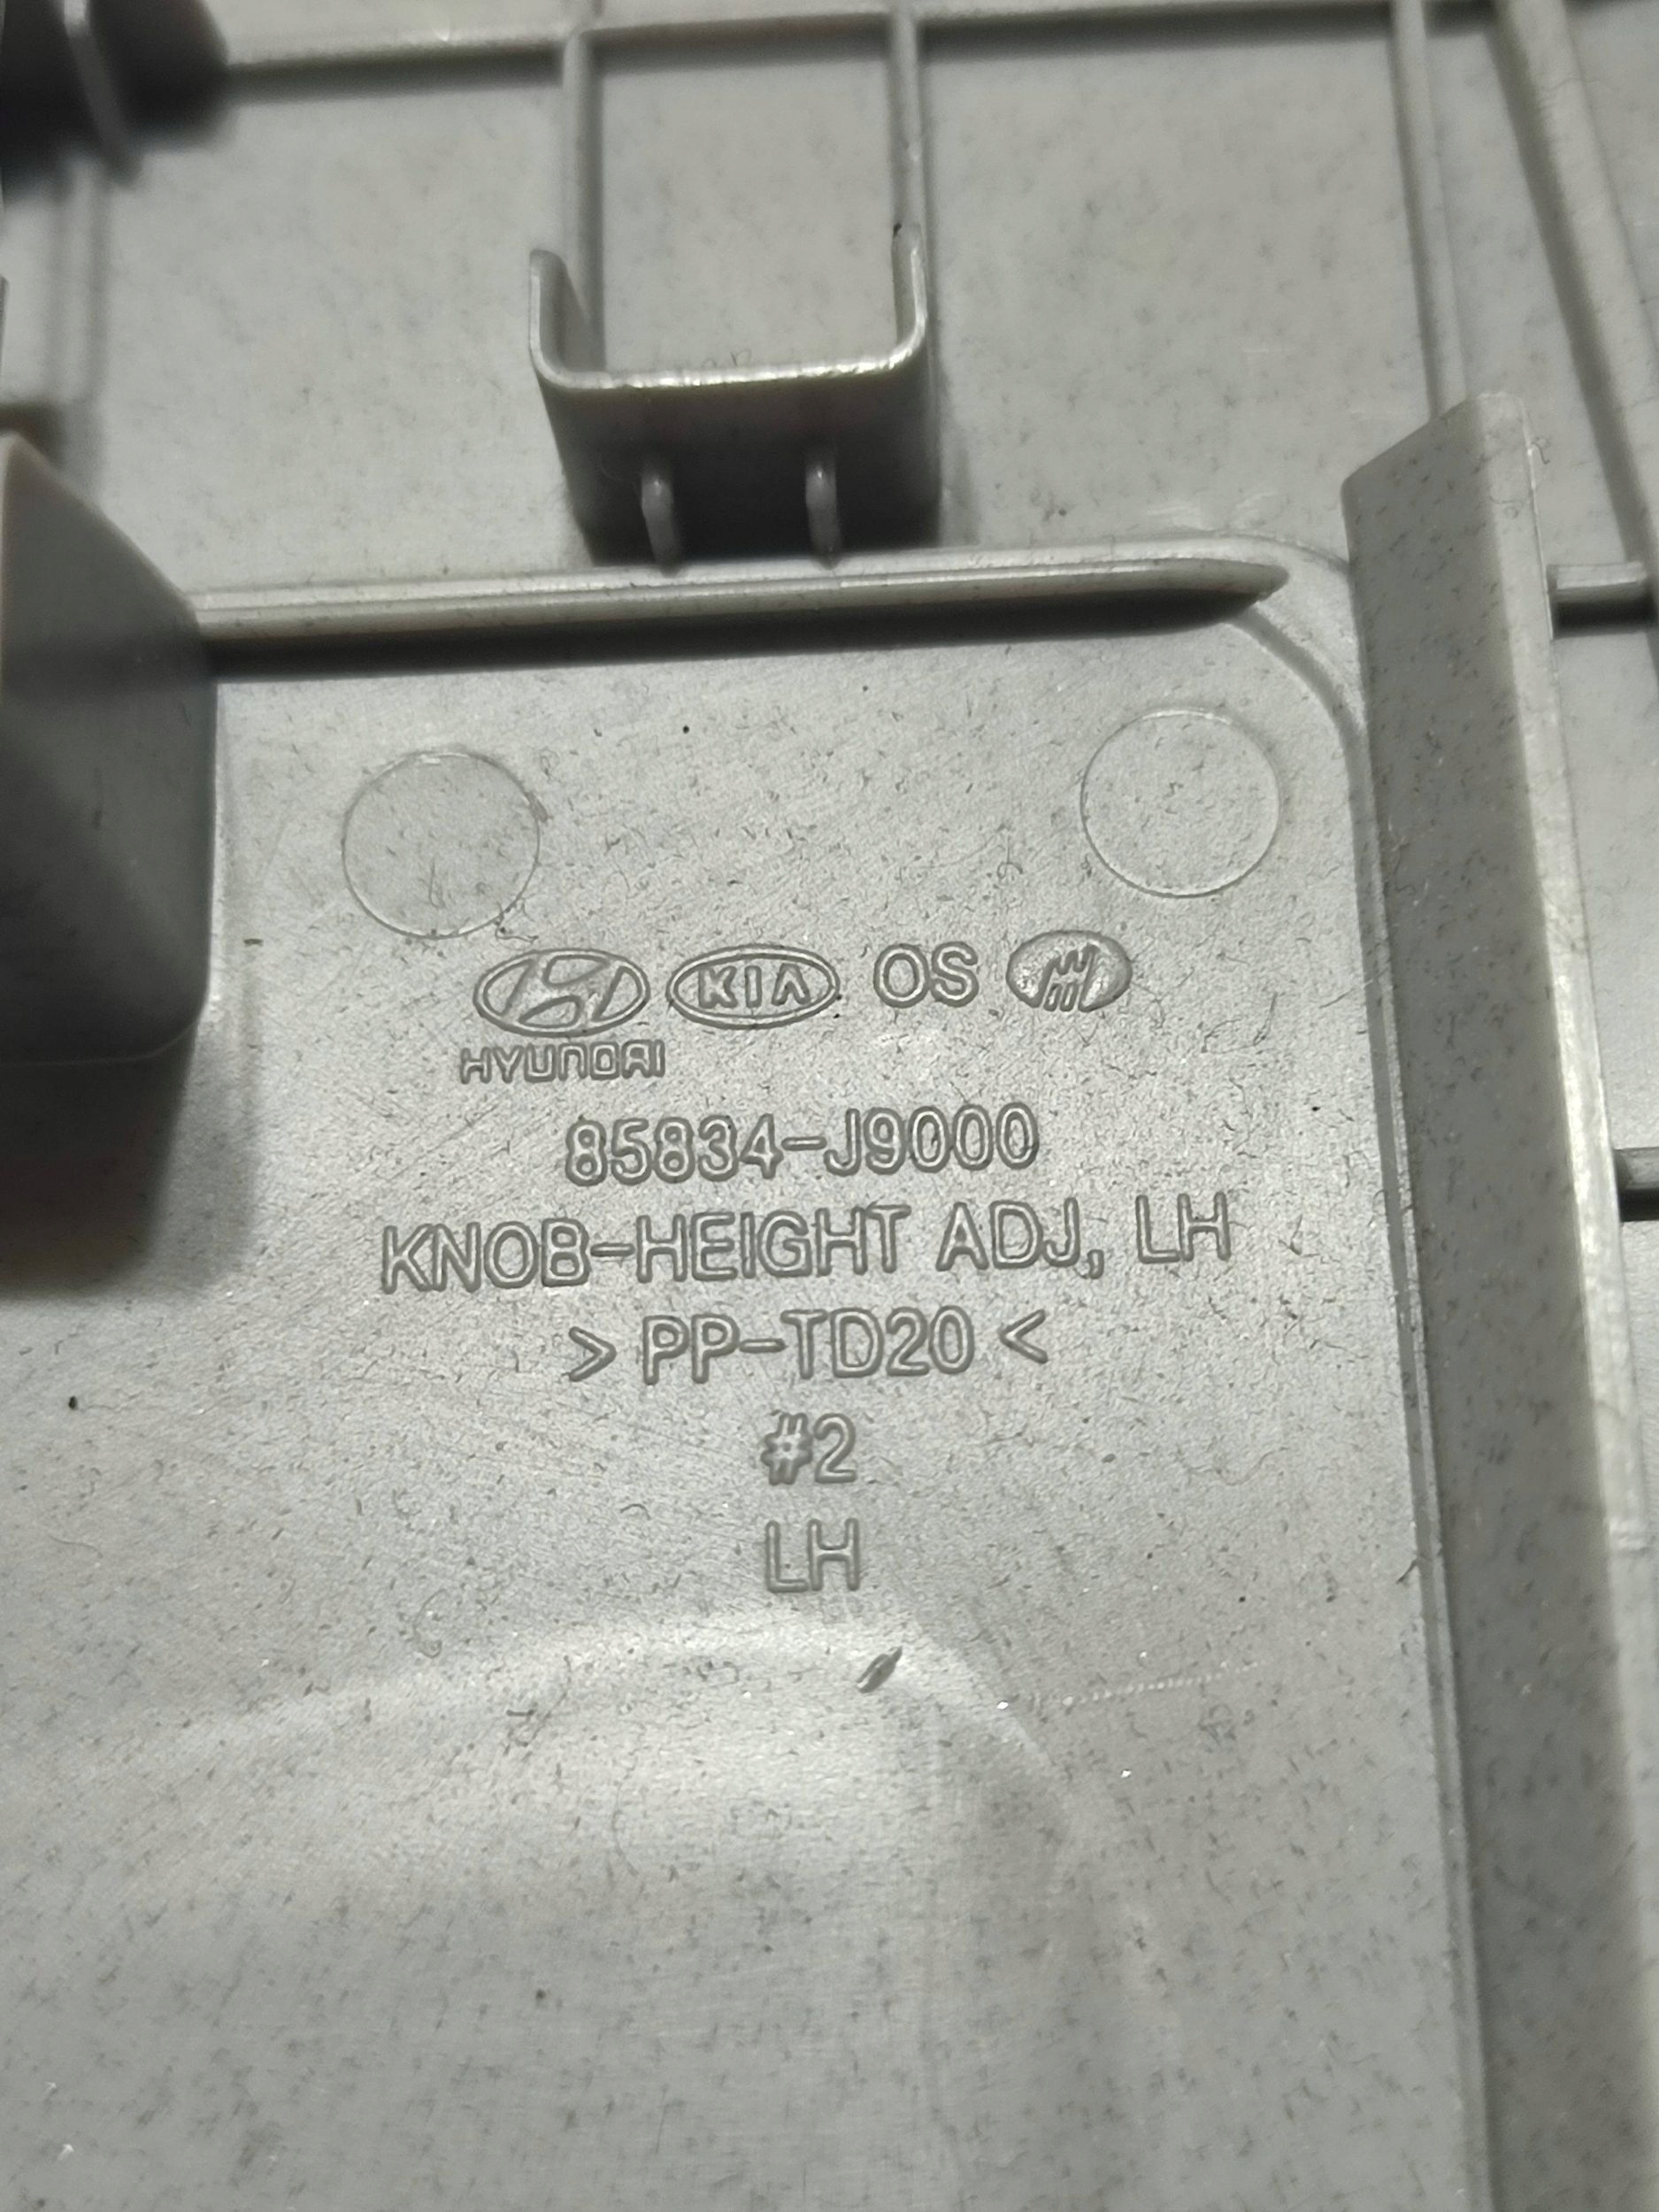 KIA OS
HYUNDAI
85834-J9000
KNOB-HEIGHT ADJ, LH
>PP-TD20<
#2
LH